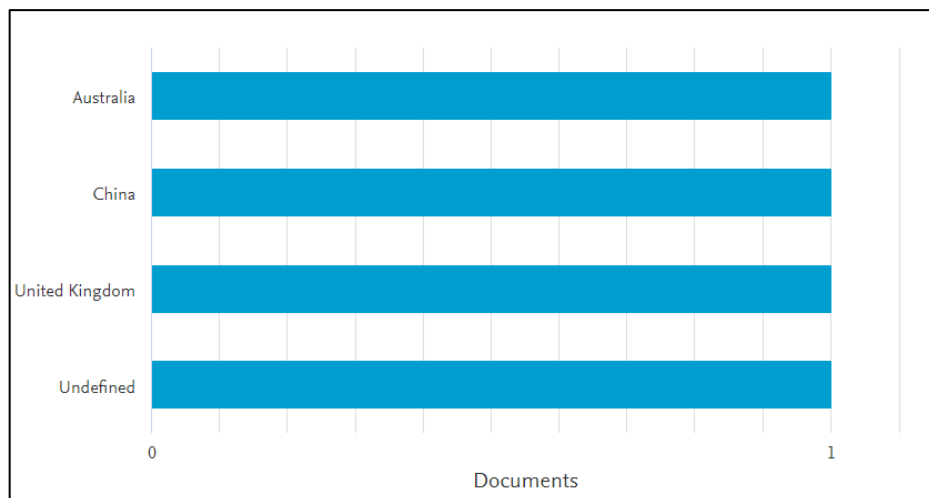 Australia
China
United Kingdom
Undefined
0 1
Documents